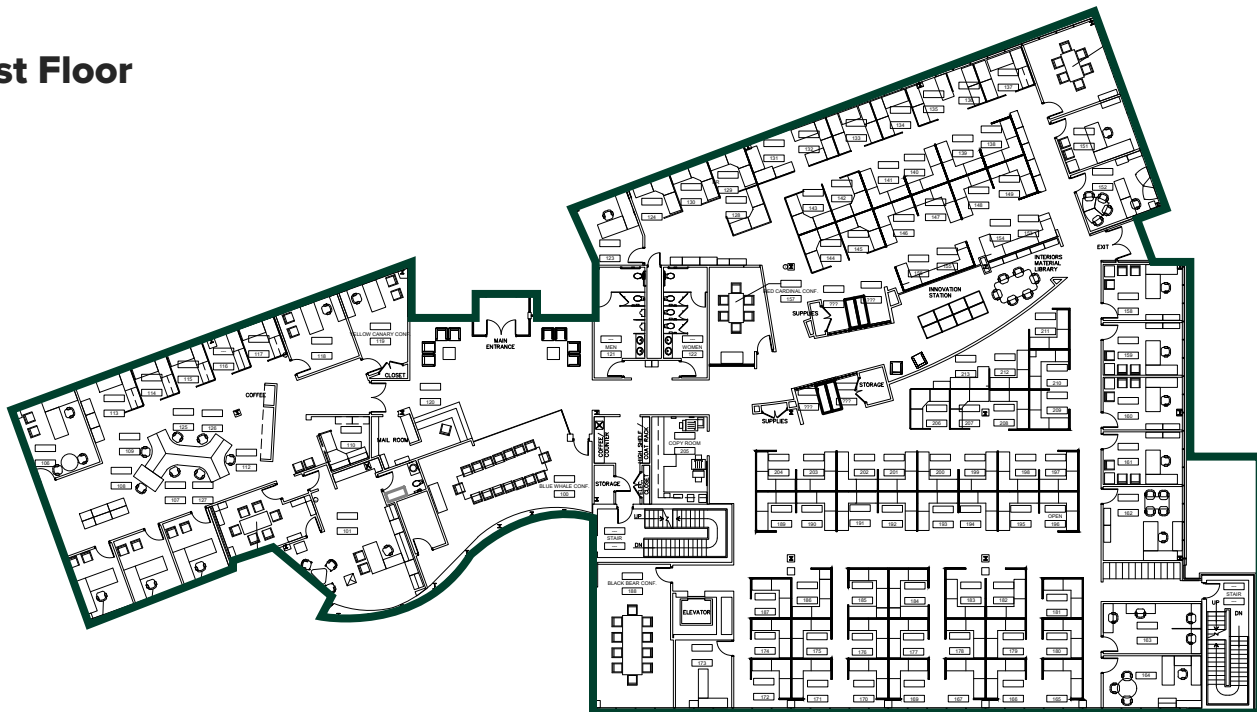 st Floor
137
136
135
134
133
132
131
129
130
124
128
123
138
139
140
141
142
143
149
148
147
146
145
144
151
152
154
EXIT
INTERIORS
MATERIAL
LIBRARY
INNOVATION
STATION
RED CARDINAL CONF.
157
SUPPLIES
???
???
MEN
121
WOMEN
122
MAIN
ENTRANCE
YELLOW CANARY CONF.
119
118
117
116
115
114
113
CLOSET
COFFEE
120
125
126
109
108
106
107
127
112
110
MAIL ROOM
101
BLUE WHALE CONF.
100
COFFEE/
COUNTER
HIGH SHELF /
COAT RACK
COPY ROOM
205
STORAGE
ELEC.
CLOSET
UP
STAIR
DN
STORAGE
???
???
SUPPLIES
158
159
160
161
162
211
210
209
213
212
206
207
208
204
203
202
201
200
199
198
197
189
190
191
192
193
194
195
OPEN
196
BLACK BEAR CONF.
188
ELEVATOR
173
187
186
185
184
183
182
181
174
175
176
177
178
179
180
172
171
170
169
167
166
165
163
164
STAIR
UP
DN